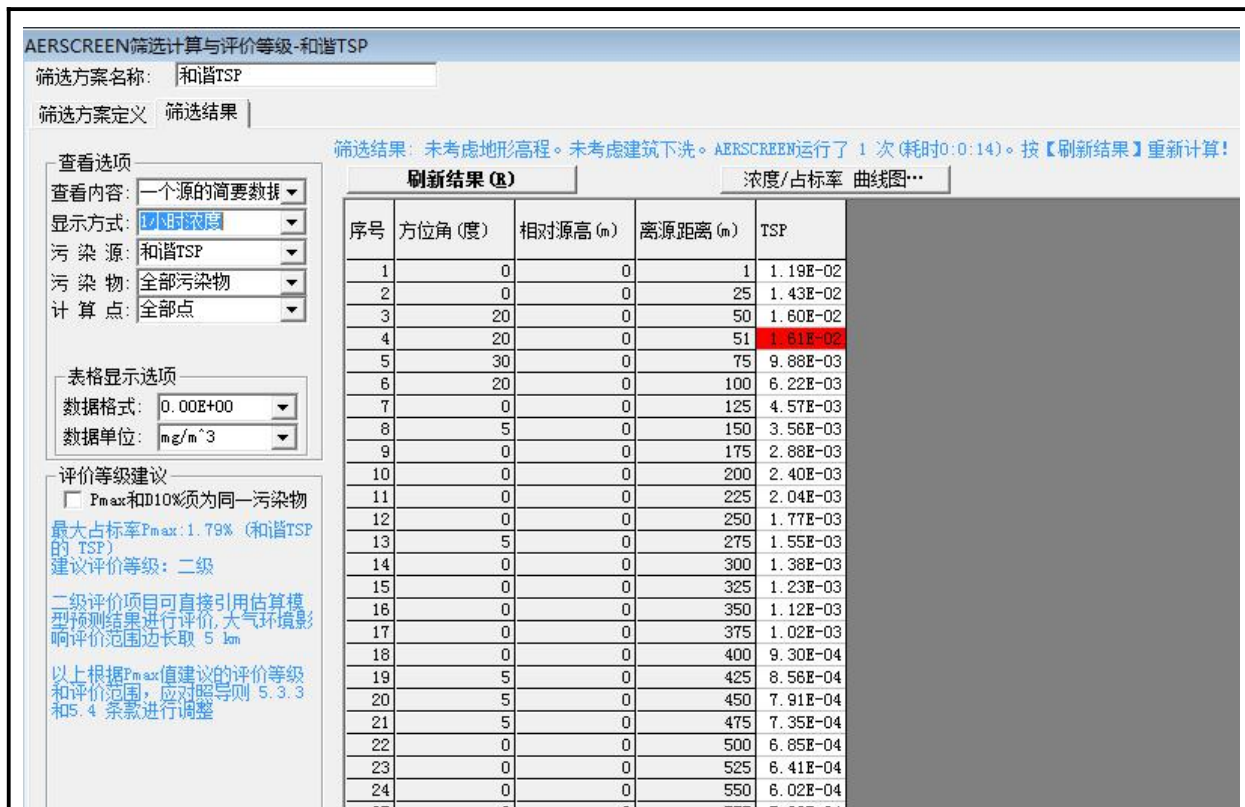 AERSCREEN筛选计算与评价等级-和谐TSP
筛选方案名称: 和谐TSP
筛选方案定义 筛选结果
筛选结果: 未考虑地形高程。未考虑建筑下洗。AERSCREEN运行了 1 次(耗时0:0:14)。按【刷新结果】重新计算!
刷新结果(R) 浓度/占标率 曲线图…
查看选项
查看内容: 一个源的简要数据
显示方式: 1小时浓度
污 染 源: 和谐TSP
污 染 物: 全部污染物
计 算 点: 全部点
表格显示选项
数据格式: 0.00E+00
数据单位: mg/m^3
评价等级建议
Pmax和D10%须为同一污染物
最大占标率Pmax:1.79% (和谐TSP
的 TSP)
建议评价等级: 二级
二级评价项目可直接引用估算模
型预测结果进行评价,大气环境影
响评价范围边长取 5 km
以上根据Pmax值建议的评价等级
和评价范围, 应对照导则 5.3.3
和5.4 条款进行调整
序号 方位角(度) 相对源高(m) 离源距离(m) TSP
1 0 0 1 1.19E-02
2 0 0 25 1.43E-02
3 20 0 50 1.60E-02
4 20 0 51 1.61E-02
5 30 0 75 9.88E-03
6 20 0 100 6.22E-03
7 0 0 125 4.57E-03
8 5 0 150 3.56E-03
9 0 0 175 2.88E-03
10 0 0 200 2.40E-03
11 0 0 225 2.04E-03
12 0 0 250 1.77E-03
13 5 0 275 1.55E-03
14 0 0 300 1.38E-03
15 0 0 325 1.23E-03
16 0 0 350 1.12E-03
17 0 0 375 1.02E-03
18 0 0 400 9.30E-04
19 5 0 425 8.56E-04
20 5 0 450 7.91E-04
21 5 0 475 7.35E-04
22 0 0 500 6.85E-04
23 0 0 525 6.41E-04
24 0 0 550 6.02E-04